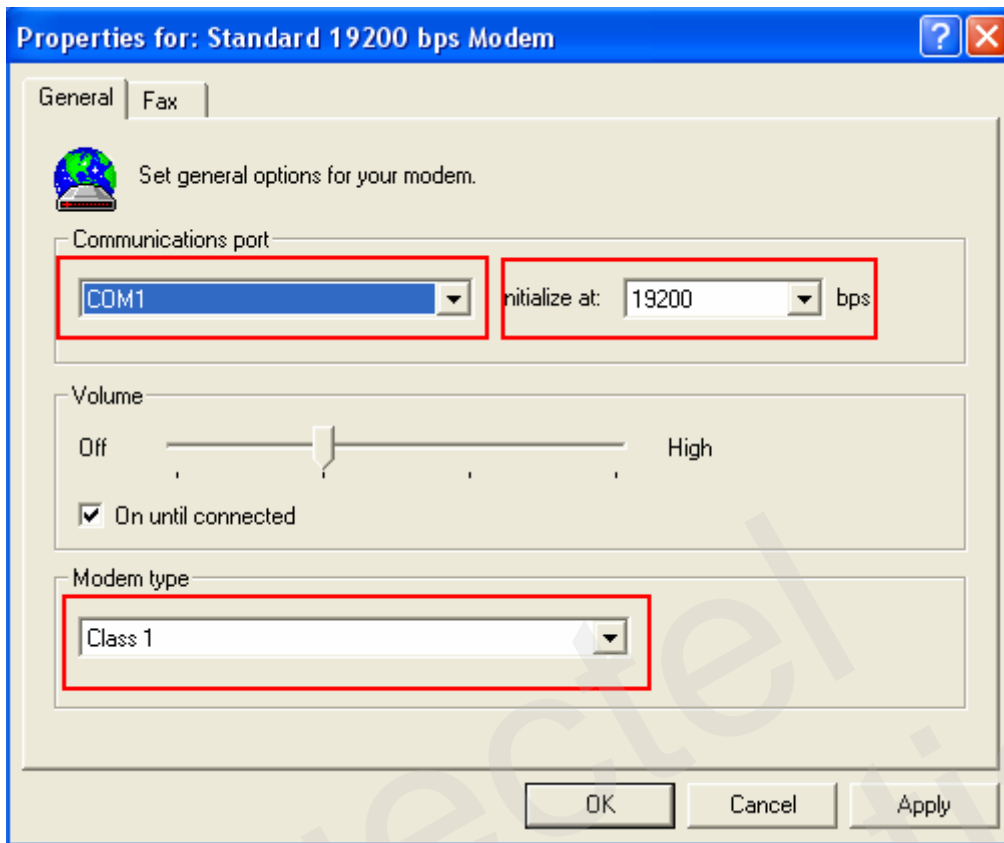 Properties for: Standard 19200 bps Modem
General Fax
Set general options for your modem.
Communications port
COM1 nitialize at: 19200 bps
Volume
Off High
On until connected
Modem type
Class 1
OK Cancel Apply